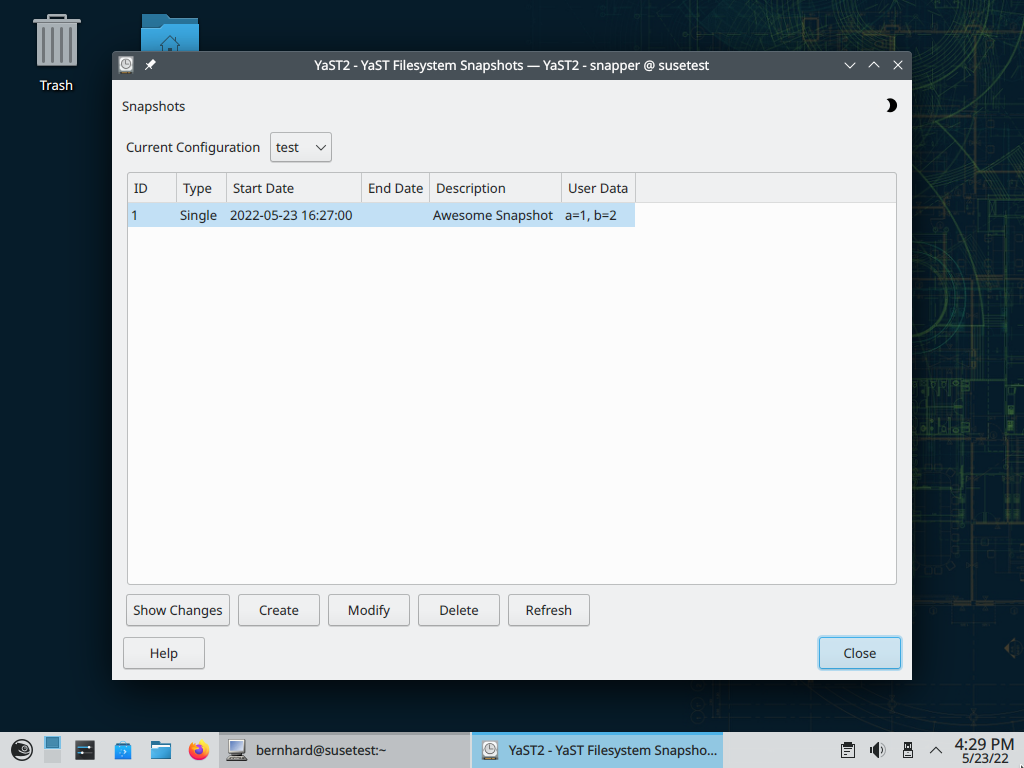 Trash
YaST2 - YaST Filesystem Snapshots — YaST2 - snapper @ susetest
Snapshots
Current Configuration test
ID Type Start Date End Date Description User Data
1 Single 2022-05-23 16:27:00 Awesome Snapshot a=1, b=2
Show Changes Create Modify Delete Refresh
Help Close
bernhard@susetest:~ YaST2 - YaST Filesystem Snapsho... 4:29 PM
5/23/22